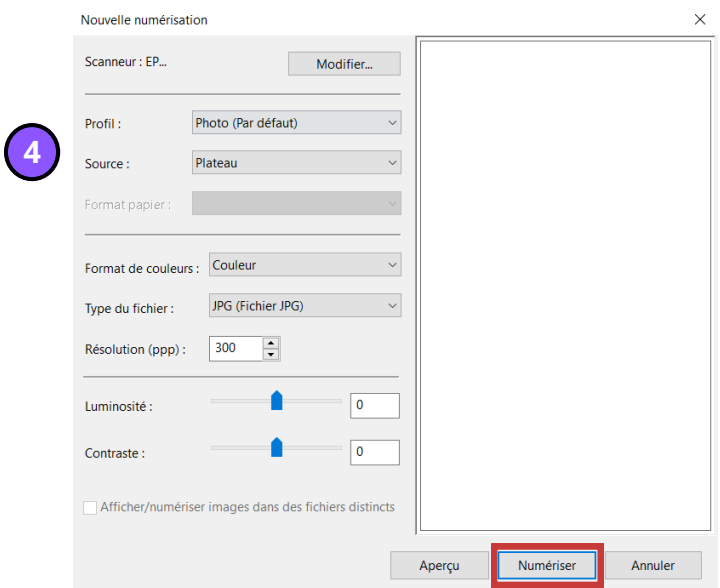 Nouvelle numérisation
Scanneur : EP...
Modifier...
Profil :
Photo (Par défaut)
4
Source :
Plateau
Format papier :
Format de couleurs :
Couleur
Type du fichier :
JPG (Fichier JPG)
Résolution (ppp) :
300
Luminosité :
0
Contraste :
0
Afficher/numériser images dans des fichiers distincts
Aperçu
Numériser
Annuler